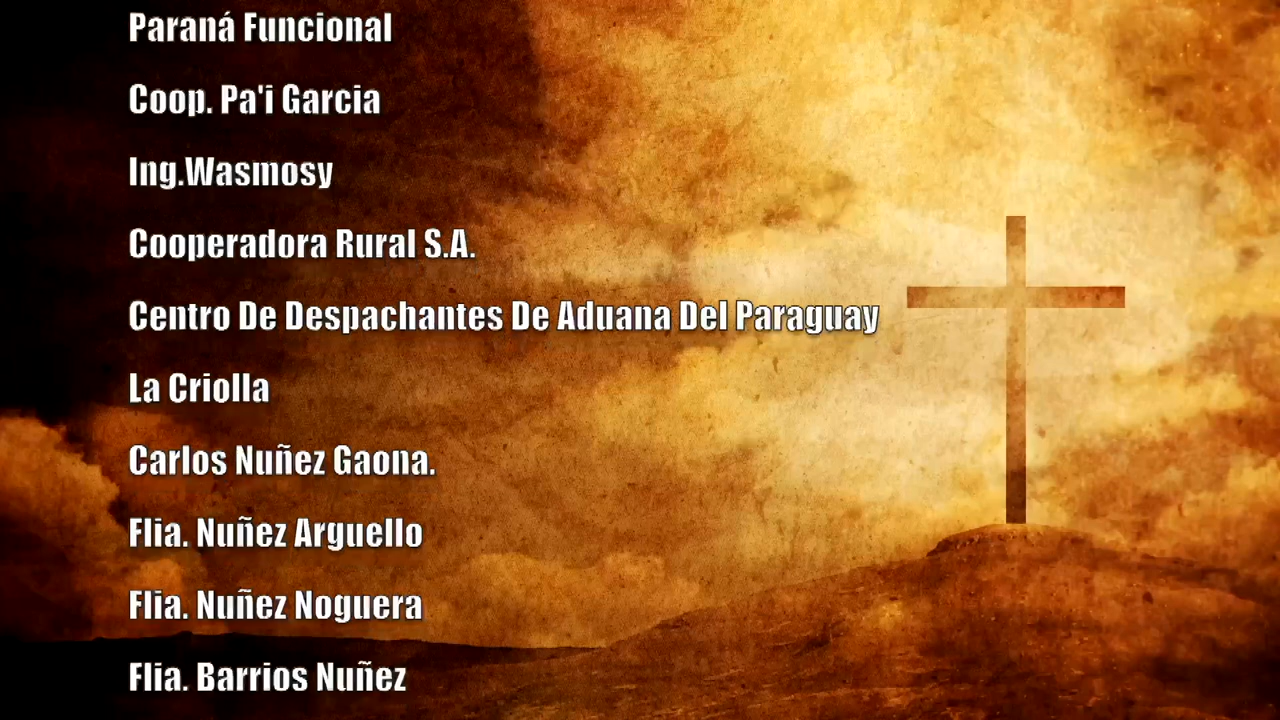 Paraná Funcional
Coop. Pa'i Garcia
Ing.Wasmosy
Cooperadora Rural S.A.
Centro De Despachantes De Aduana Del Paraguay
La Criolla
Carlos Nuñez Gaona.
Flia. Nuñez Arguello
Flia. Nuñez Noguera
Flia. Barrios Nuñez